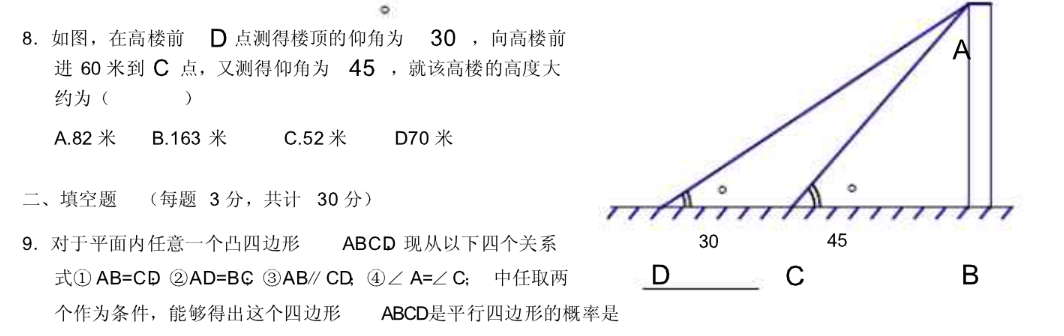 8．如图，在高楼前 D 点测得楼顶的仰角为 30 ，向高楼前
进 60 米到 C 点，又测得仰角为 45 ，就该高楼的高度大
约为（ ）
A.82 米 B.163 米 C.52 米 D70 米
二、填空题 （每题 3 分，共计 30 分）
9．对于平面内任意一个凸四边形 ABCD，现从以下四个关系
式① AB=CD；②AD=BC；③AB∥CD；④∠A=∠C； 中任取两
个作为条件，能够得出这个四边形 ABCD是平行四边形的概率是
A
°
°
30
45
D
C
B